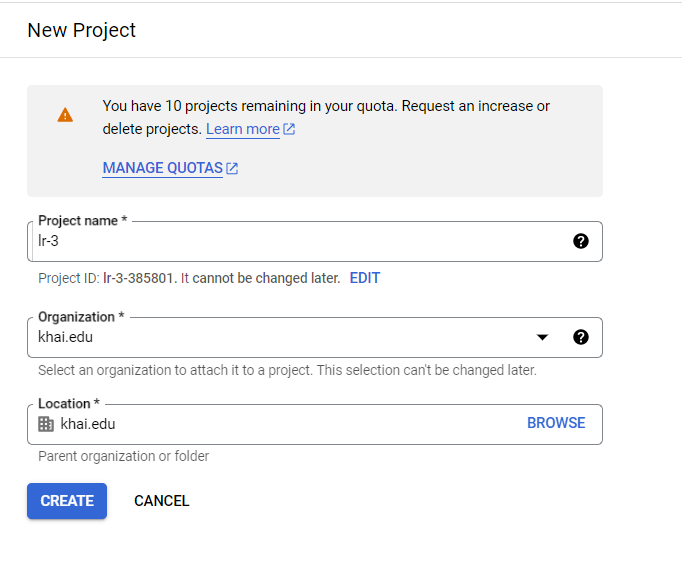 New Project
You have 10 projects remaining in your quota. Request an increase or
delete projects. Learn more
MANAGE QUOTAS
Project name *
lr-3
Project ID: lr-3-385801. It cannot be changed later. EDIT
Organization *
khai.edu
Select an organization to attach it to a project. This selection can't be changed later.
Location *
khai.edu BROWSE
Parent organization or folder
CREATE CANCEL